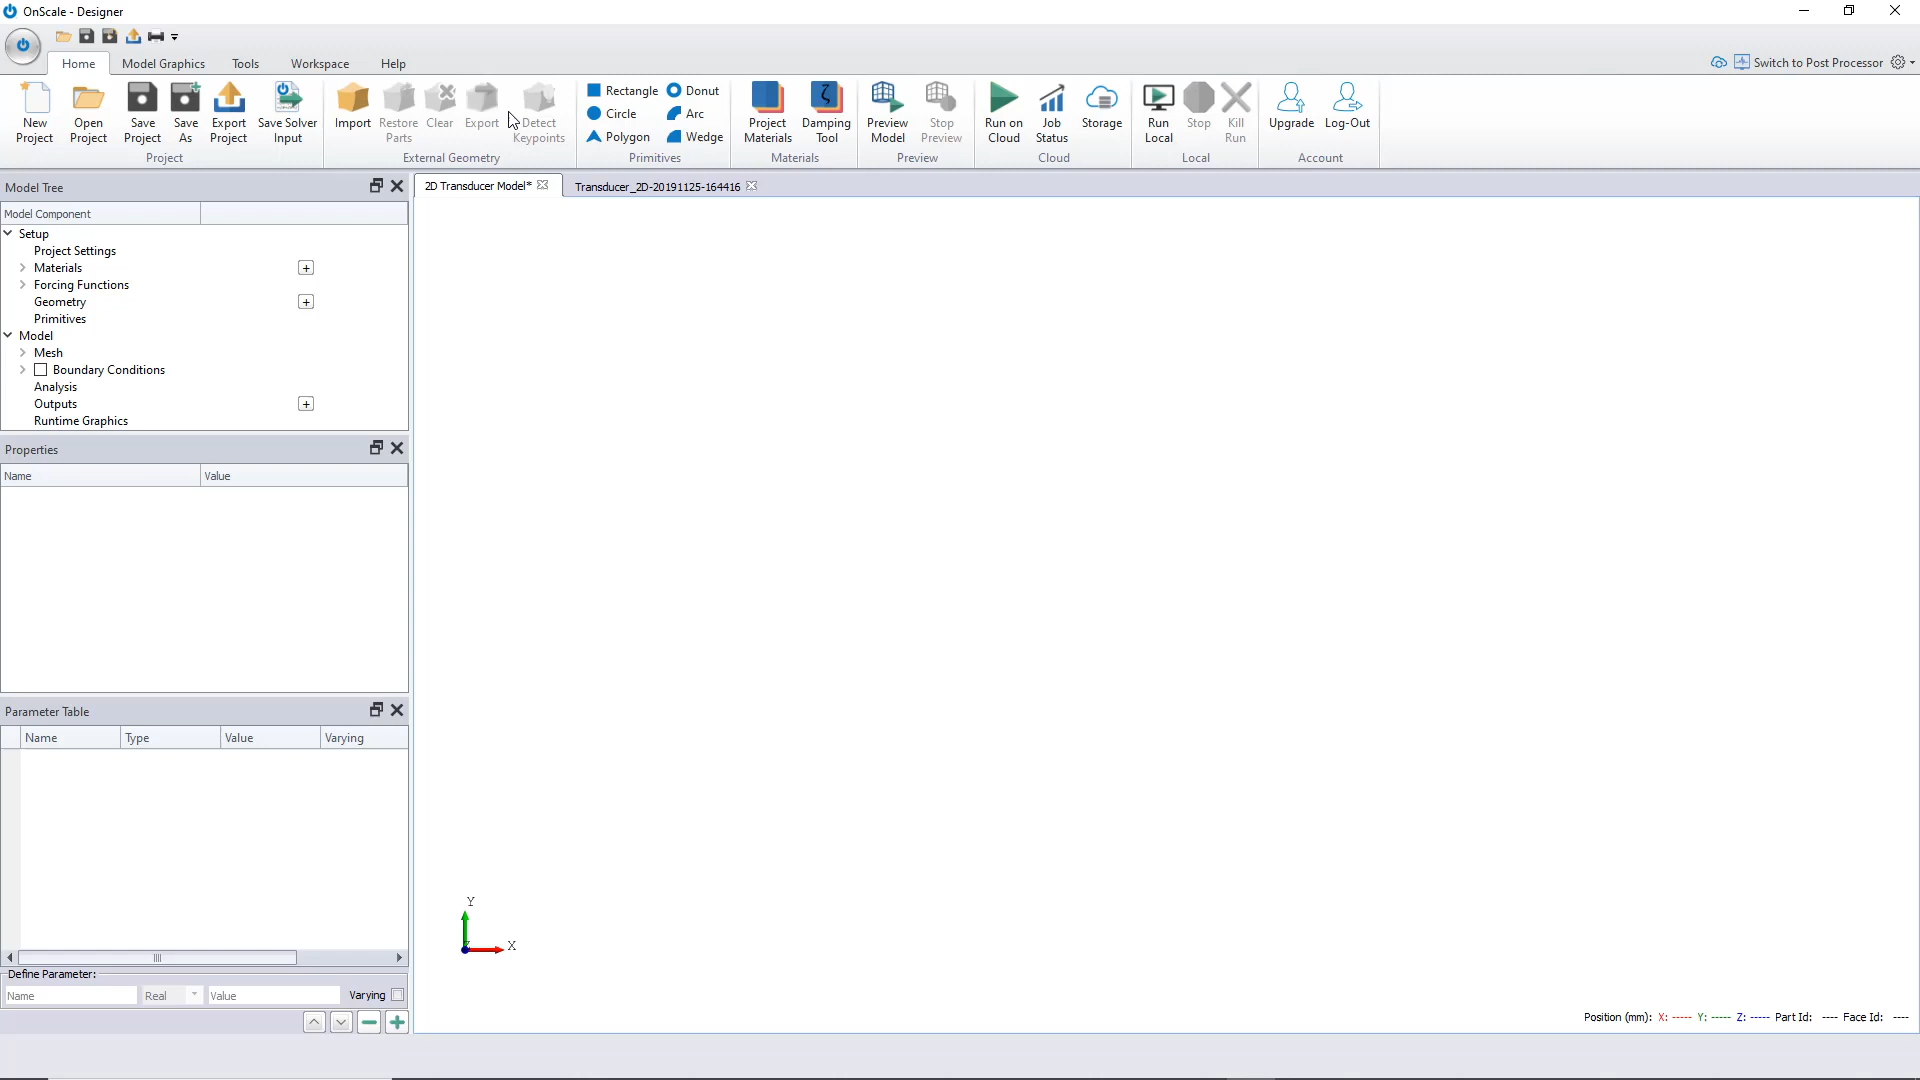 OnScale - Designer
Home Model Graphics Tools Workspace Help
Switch to Post Processor
New Project
Open Project
Save Project
Save As
Export Project
Save Solver Input
Project
Import
Restore Parts
Clear
Export
Detect Keypoints
External Geometry
Rectangle Donut
Circle Arc
Polygon Wedge
Primitives
Project Materials
Damping Tool
Materials
Preview Model
Stop Preview
Preview
Run on Cloud
Job Status
Storage
Cloud
Run Local
Stop
Kill Run
Local
Upgrade
Log-Out
Account
Model Tree
2D Transducer Model*
Transducer_2D-20191125-164416
Model Component
Setup
Project Settings
Materials
Forcing Functions
Geometry
Primitives
Model
Mesh
Boundary Conditions
Analysis
Outputs
Runtime Graphics
Properties
Name Value
Parameter Table
Name Type Value Varying
Define Parameter:
Name Real Value Varying
Y
X
Position (mm): X: ----- Y: ----- Z: ----- Part Id: ---- Face Id: ----